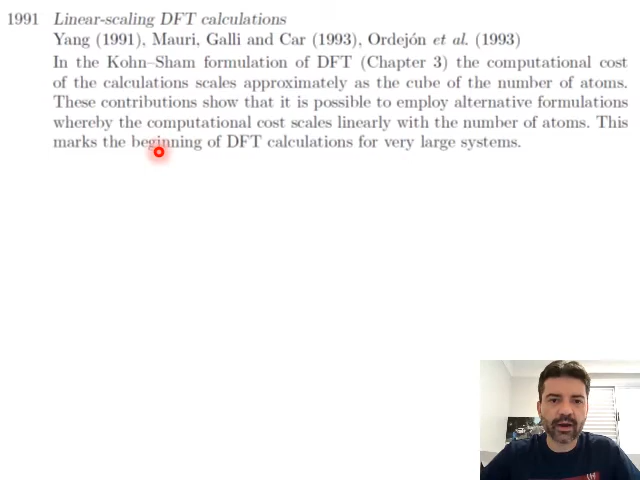 1991 Linear-scaling DFT calculations
Yang (1991), Mauri, Galli and Car (1993), Ordejón et al. (1993)
In the Kohn–Sham formulation of DFT (Chapter 3) the computational cost
of the calculations scales approximately as the cube of the number of atoms.
These contributions show that it is possible to employ alternative formulations
whereby the computational cost scales linearly with the number of atoms. This
marks the beginning of DFT calculations for very large systems.